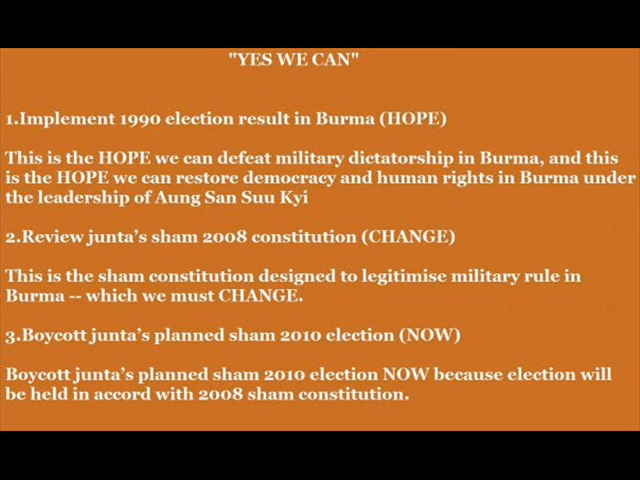 "YES WE CAN"
1.Implement 1990 election result in Burma (HOPE)
This is the HOPE we can defeat military dictatorship in Burma, and this
is the HOPE we can restore democracy and human rights in Burma under
the leadership of Aung San Suu Kyi
2.Review junta's sham 2008 constitution (CHANGE)
This is the sham constitution designed to legitimise military rule in
Burma -- which we must CHANGE.
3.Boycott junta's planned sham 2010 election (NOW)
Boycott junta's planned sham 2010 election NOW because election will
be held in accord with 2008 sham constitution.